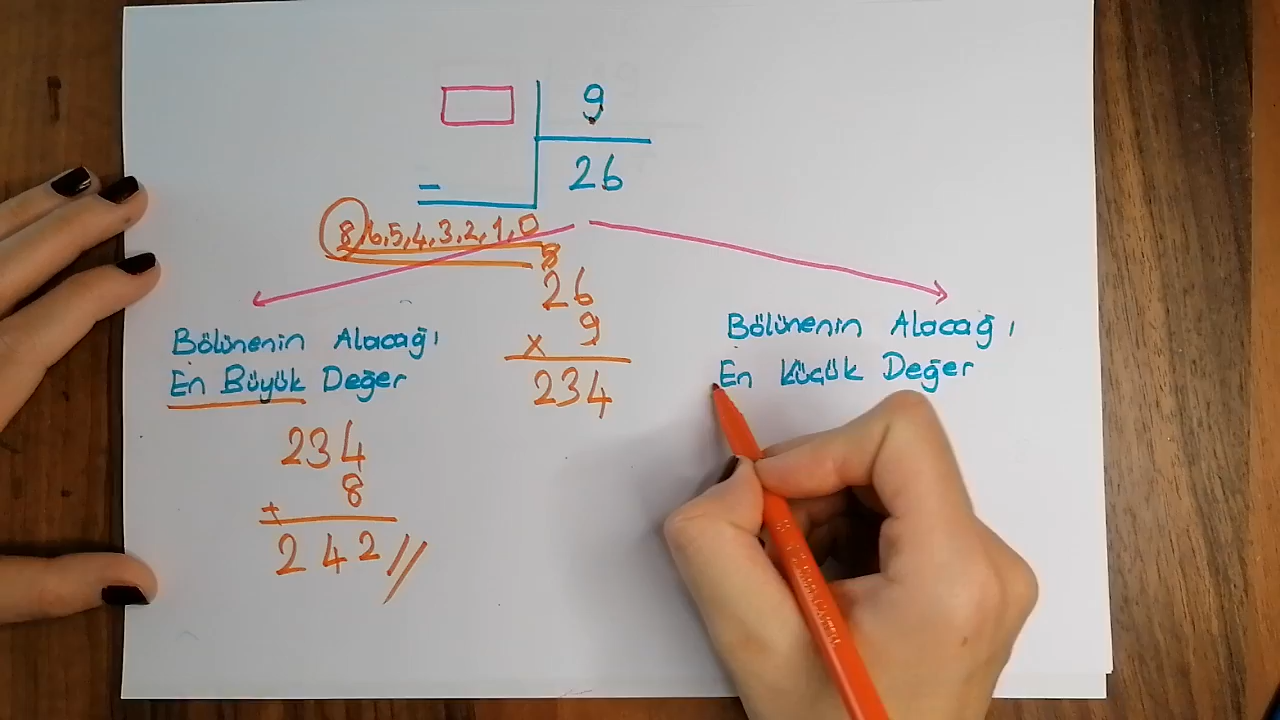 9
26
8,6,5,4,3,2,1,0
8
26
x 9
234
Bölünenin Alacağı
En Büyük Değer
234
+ 8
242 //
Bölünenin Alacağı
En Küçük Değer